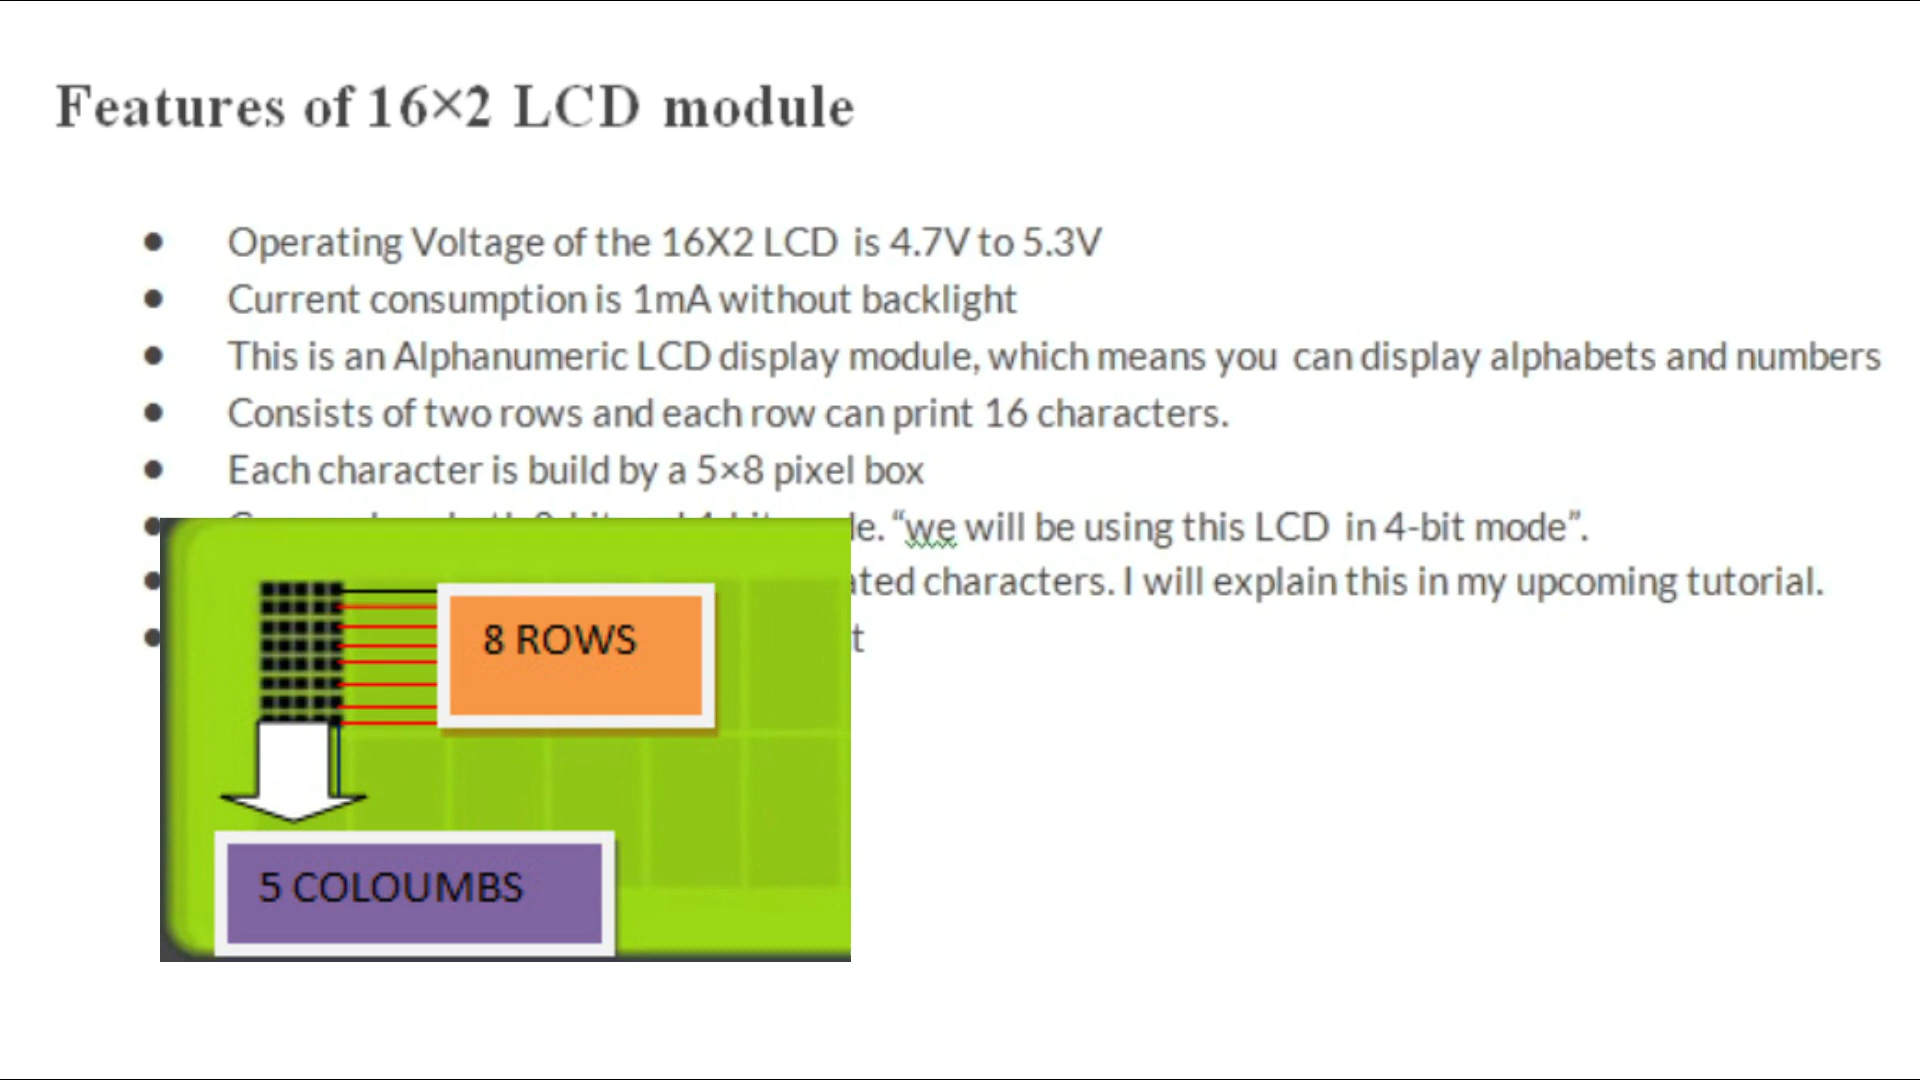 Features of 16×2 LCD module
● Operating Voltage of the 16X2 LCD is 4.7V to 5.3V
● Current consumption is 1mA without backlight
● This is an Alphanumeric LCD display module, which means you can display alphabets and numbers
● Consists of two rows and each row can print 16 characters.
● Each character is build by a 5×8 pixel box
● “we will be using this LCD in 4-bit mode”.
● characters. I will explain this in my upcoming tutorial.
8 ROWS
5 COLOUMBS